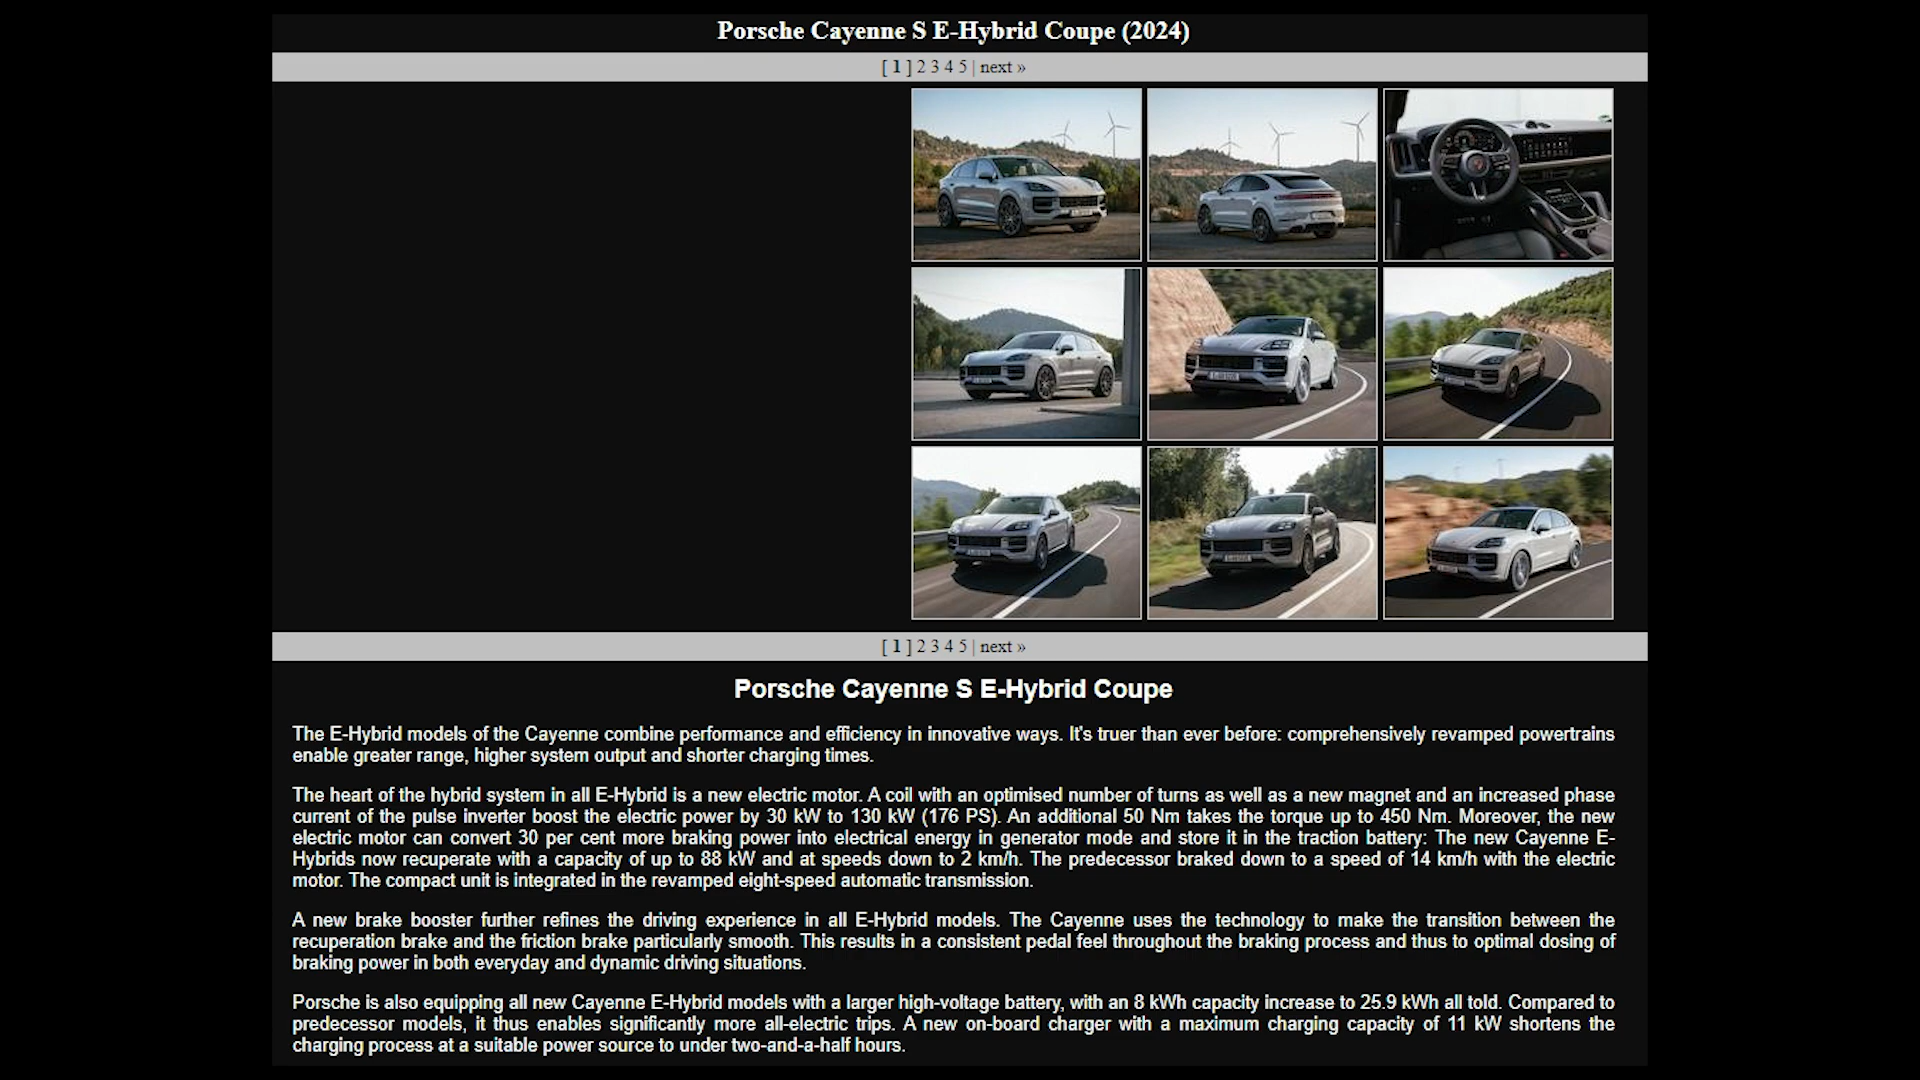 Porsche Cayenne S E-Hybrid Coupe (2024)
[ 1 ] 2 3 4 5 | next »
[ 1 ] 2 3 4 5 | next »
Porsche Cayenne S E-Hybrid Coupe
The E-Hybrid models of the Cayenne combine performance and efficiency in innovative ways. It's truer than ever before: comprehensively revamped powertrains
enable greater range, higher system output and shorter charging times.
The heart of the hybrid system in all E-Hybrid is a new electric motor. A coil with an optimised number of turns as well as a new magnet and an increased phase
current of the pulse inverter boost the electric power by 30 kW to 130 kW (176 PS). An additional 50 Nm takes the torque up to 450 Nm. Moreover, the new
electric motor can convert 30 per cent more braking power into electrical energy in generator mode and store it in the traction battery: The new Cayenne E-
Hybrids now recuperate with a capacity of up to 88 kW and at speeds down to 2 km/h. The predecessor braked down to a speed of 14 km/h with the electric
motor. The compact unit is integrated in the revamped eight-speed automatic transmission.
A new brake booster further refines the driving experience in all E-Hybrid models. The Cayenne uses the technology to make the transition between the
recuperation brake and the friction brake particularly smooth. This results in a consistent pedal feel throughout the braking process and thus to optimal dosing of
braking power in both everyday and dynamic driving situations.
Porsche is also equipping all new Cayenne E-Hybrid models with a larger high-voltage battery, with an 8 kWh capacity increase to 25.9 kWh all told. Compared to
predecessor models, it thus enables significantly more all-electric trips. A new on-board charger with a maximum charging capacity of 11 kW shortens the
charging process at a suitable power source to under two-and-a-half hours.